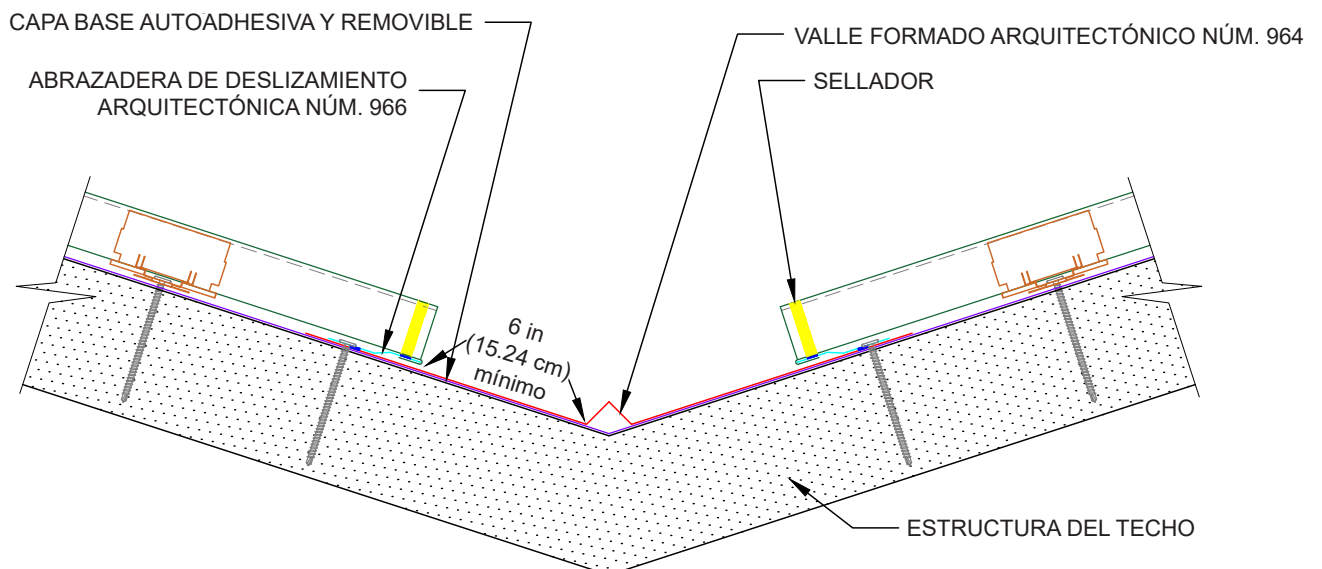 CAPA BASE AUTOADHESIVA Y REMOVIBLE
VALLE FORMADO ARQUITECTÓNICO NÚM. 964
ABRAZADERA DE DESLIZAMIENTO
ARQUITECTÓNICA NÚM. 966
SELLADOR
6 in
(15.24 cm)
mínimo
ESTRUCTURA DEL TECHO